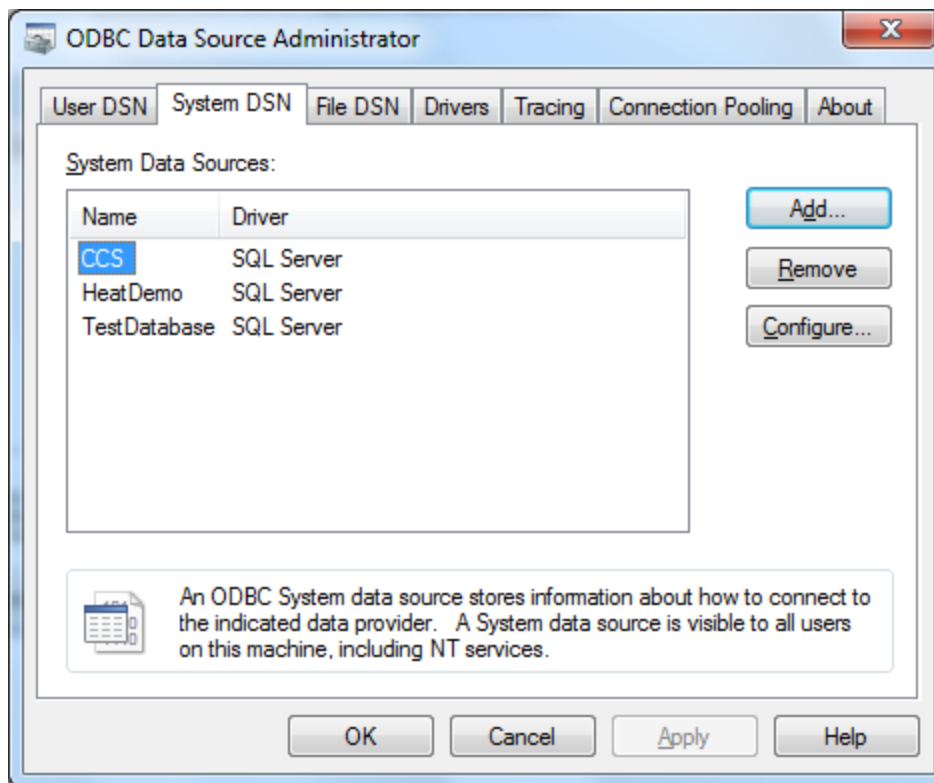 ODBC Data Source Administrator
User DSN System DSN File DSN Drivers Tracing Connection Pooling About
System Data Sources:
Name Driver
CCS SQL Server
HeatDemo SQL Server
TestDatabase SQL Server
Add...
Remove
Configure...
An ODBC System data source stores information about how to connect to
the indicated data provider. A System data source is visible to all users
on this machine, including NT services.
OK Cancel Apply Help